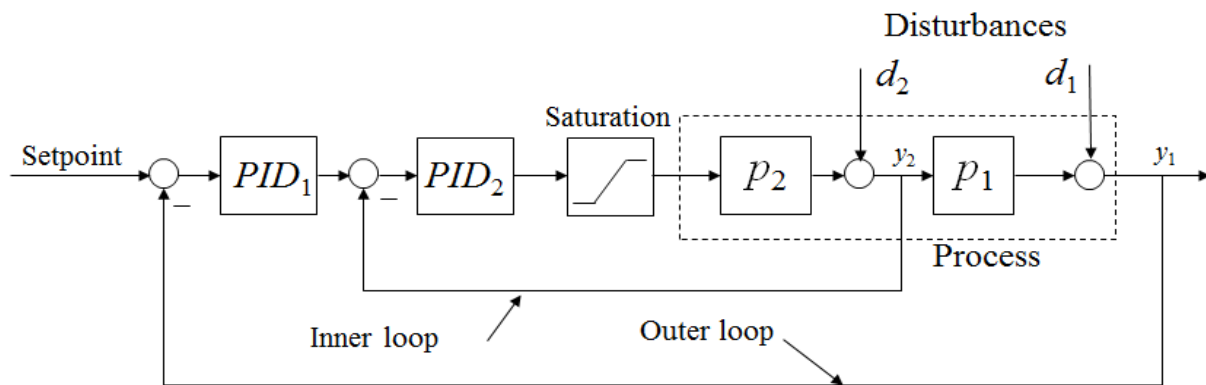 Disturbances
d₂
d₁
Saturation
Setpoint
PID₁
PID₂
p₂
y₂
p₁
y₁
–
–
Process
Inner loop
Outer loop